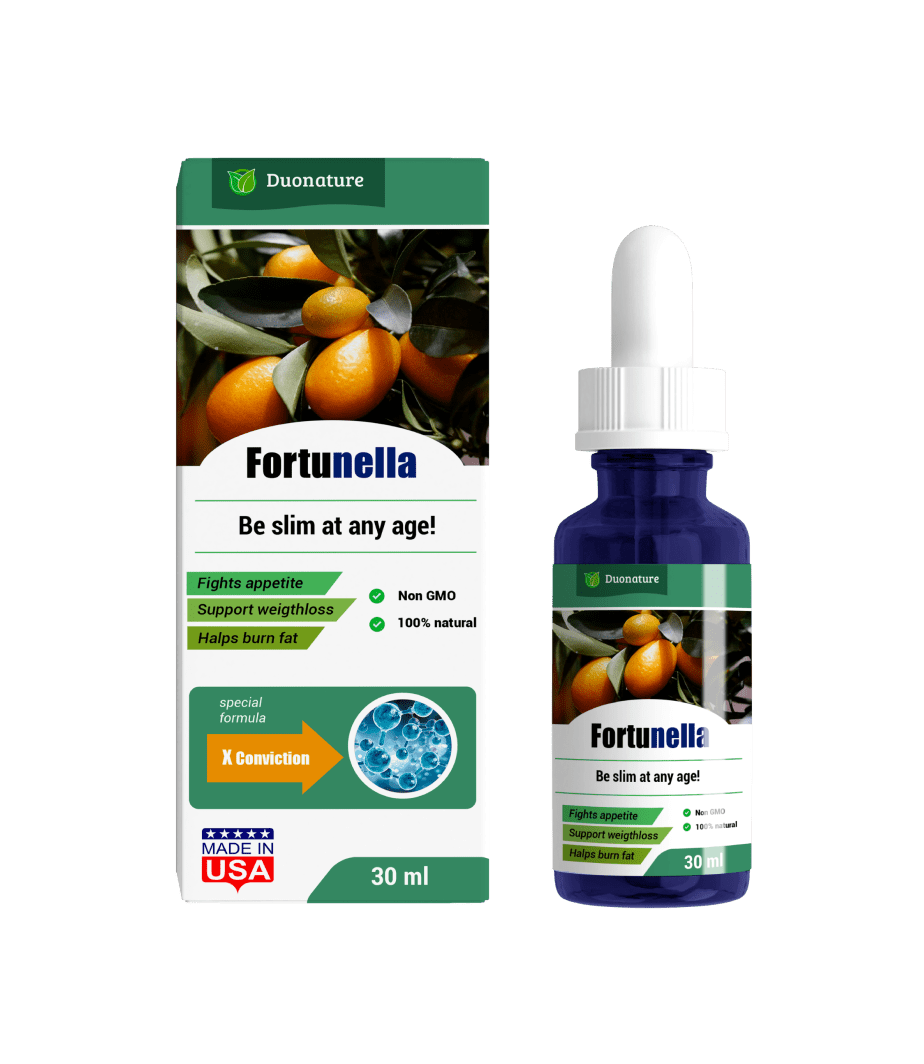 Duonature
Fortunella
Be slim at any age!
Fights appetite
Support weigthloss
Halps burn fat
Non GMO
100% natural
special
formula
X Conviction
MADE IN
USA
30 ml
Duonature
Fortunella
Be slim at any age!
Fights appetite
Support weigthloss
Halps burn fat
Non GMO
100% natural
30 ml